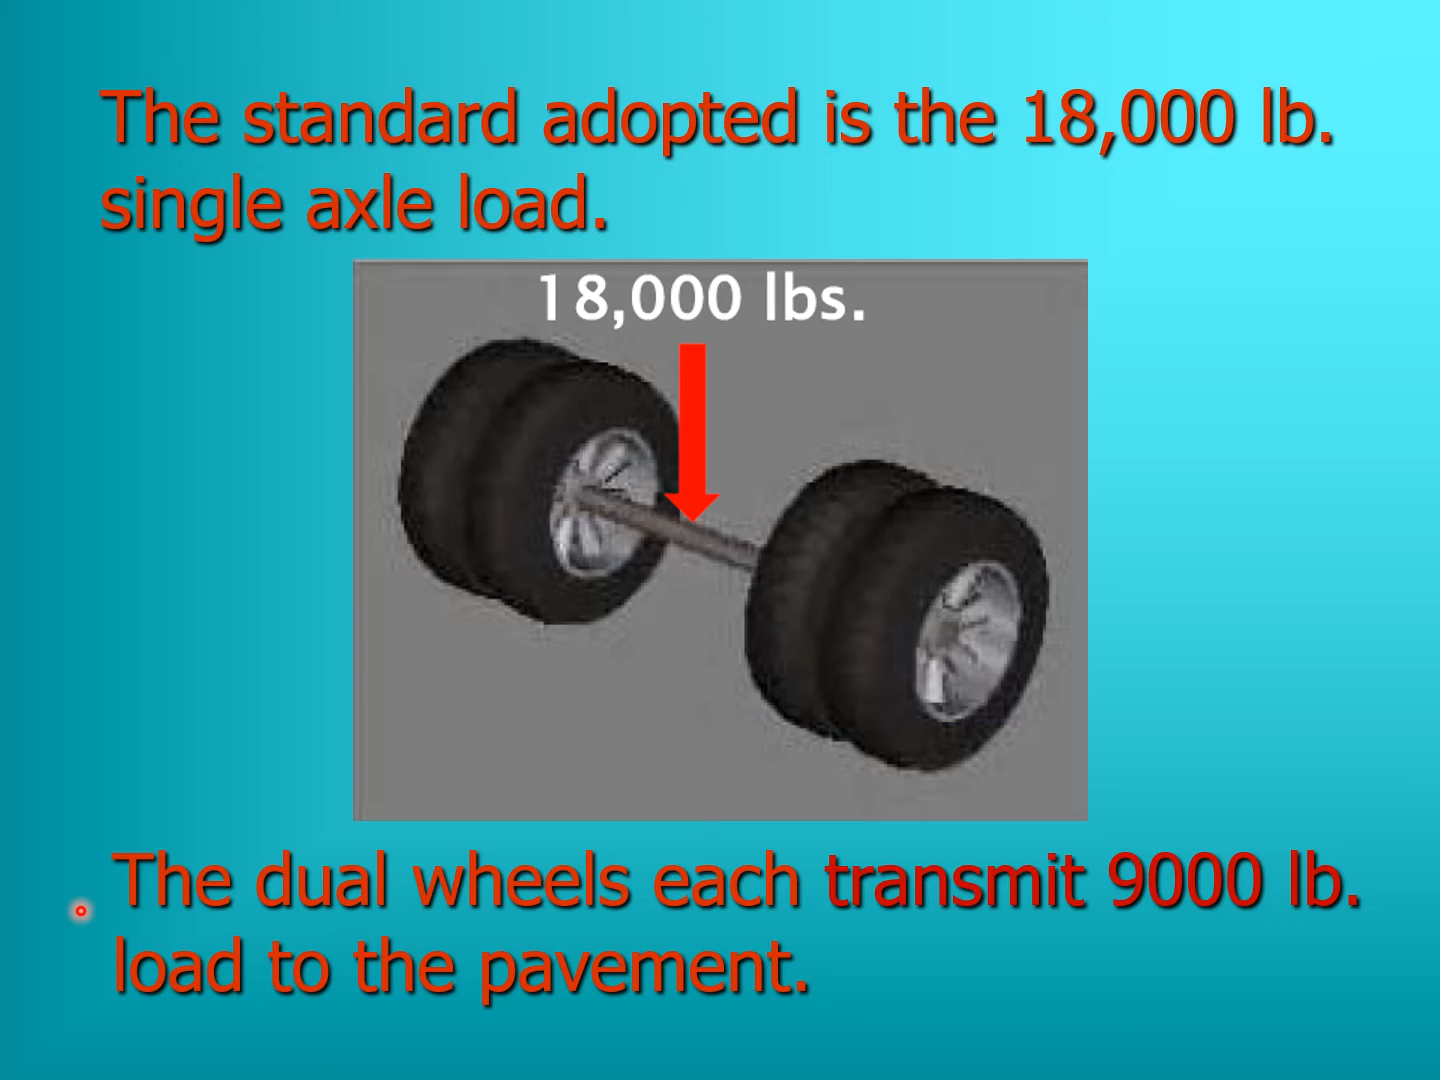 The standard adopted is the 18,000 lb.
single axle load.
18,000 lbs.
The dual wheels each transmit 9000 lb.
load to the pavement.